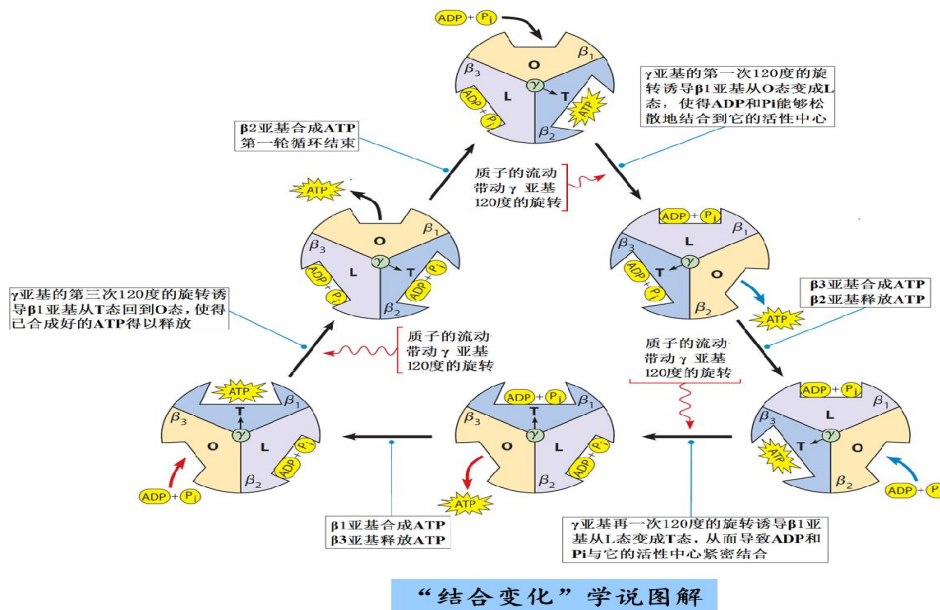 ADP + Pi
O
β1
β3
γ
L
T
ADP + Pi
ATP
β2
γ亚基的第一次120度的旋
转诱导β1亚基从O态变成L
态，使得ADP和Pi能够松
散地结合到它的活性中心
β2亚基合成ATP
第一轮循环结束
质子的流动
带动γ 亚基
120度的旋转
ATP
O
β1
β3
γ
L
T
ADP + Pi
ADP + Pi
β2
ADP + Pi
L
β1
β3
γ
T
O
ADP + Pi
β2
ATP
β3亚基合成ATP
β2亚基释放ATP
γ亚基的第三次120度的旋转诱
导β1亚基从T态回到O态，使得
已合成好的ATP得以释放
质子的流动
带动γ 亚基
120度的旋转
质子的流动
带动γ 亚基
120度的旋转
ATP
T
β1
β3
γ
O
L
ADP + Pi
β2
ADP + Pi
ADP + Pi
T
β1
β3
γ
O
L
ADP + Pi
β2
ATP
ADP + Pi
L
β1
β3
γ
T
O
ATP
β2
ADP + P
β1亚基合成ATP
β3亚基释放ATP
γ亚基再一次120度的旋转诱导β1亚
基从L态变成T态，从而导致ADP和
Pi与它的活性中心紧密结合
“结合变化”学说图解